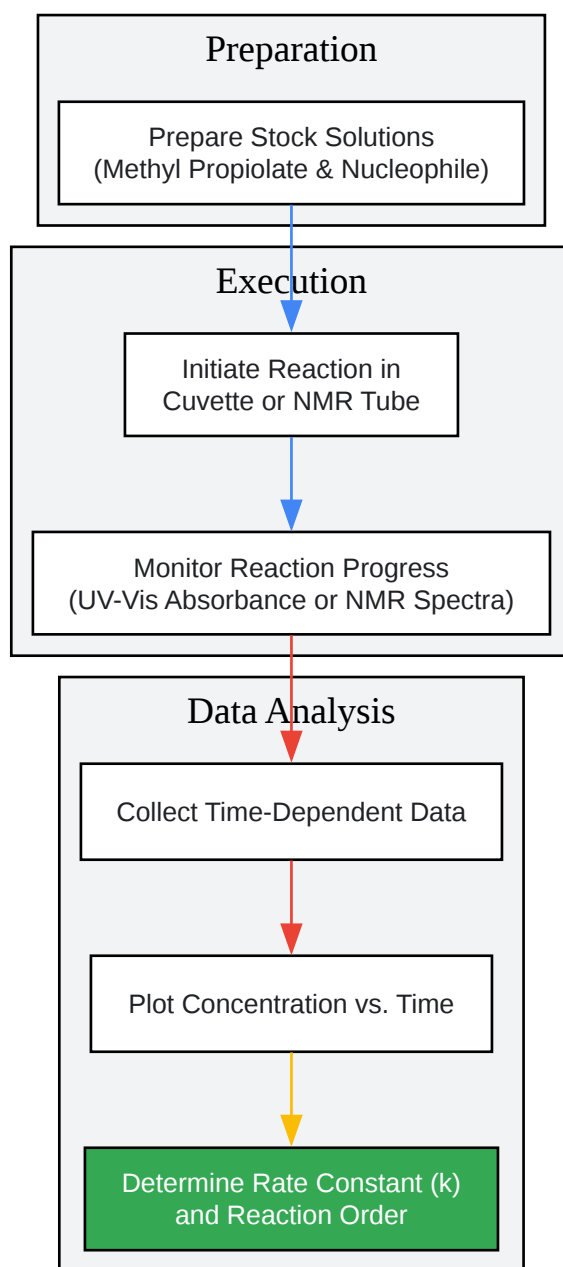 Preparation
Prepare Stock Solutions
(Methyl Propiolate & Nucleophile)
Execution
Initiate Reaction in
Cuvette or NMR Tube
Monitor Reaction Progress
(UV-Vis Absorbance or NMR Spectra)
Data Analysis
Collect Time-Dependent Data
Plot Concentration vs. Time
Determine Rate Constant (k)
and Reaction Order